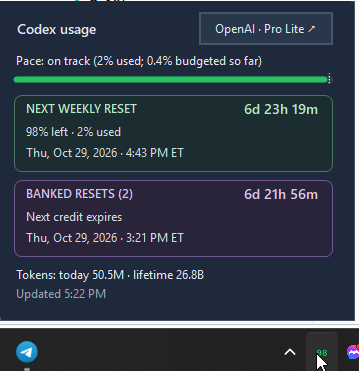 Codex usage
OpenAI · Pro Lite ↗
Pace: on track (2% used; 0.4% budgeted so far)
NEXT WEEKLY RESET
6d 23h 19m
98% left · 2% used
Thu, Oct 29, 2026 · 4:43 PM ET
BANKED RESETS (2)
6d 21h 56m
Next credit expires
Thu, Oct 29, 2026 · 3:21 PM ET
Tokens: today 50.5M · lifetime 26.8B
Updated 5:22 PM
98